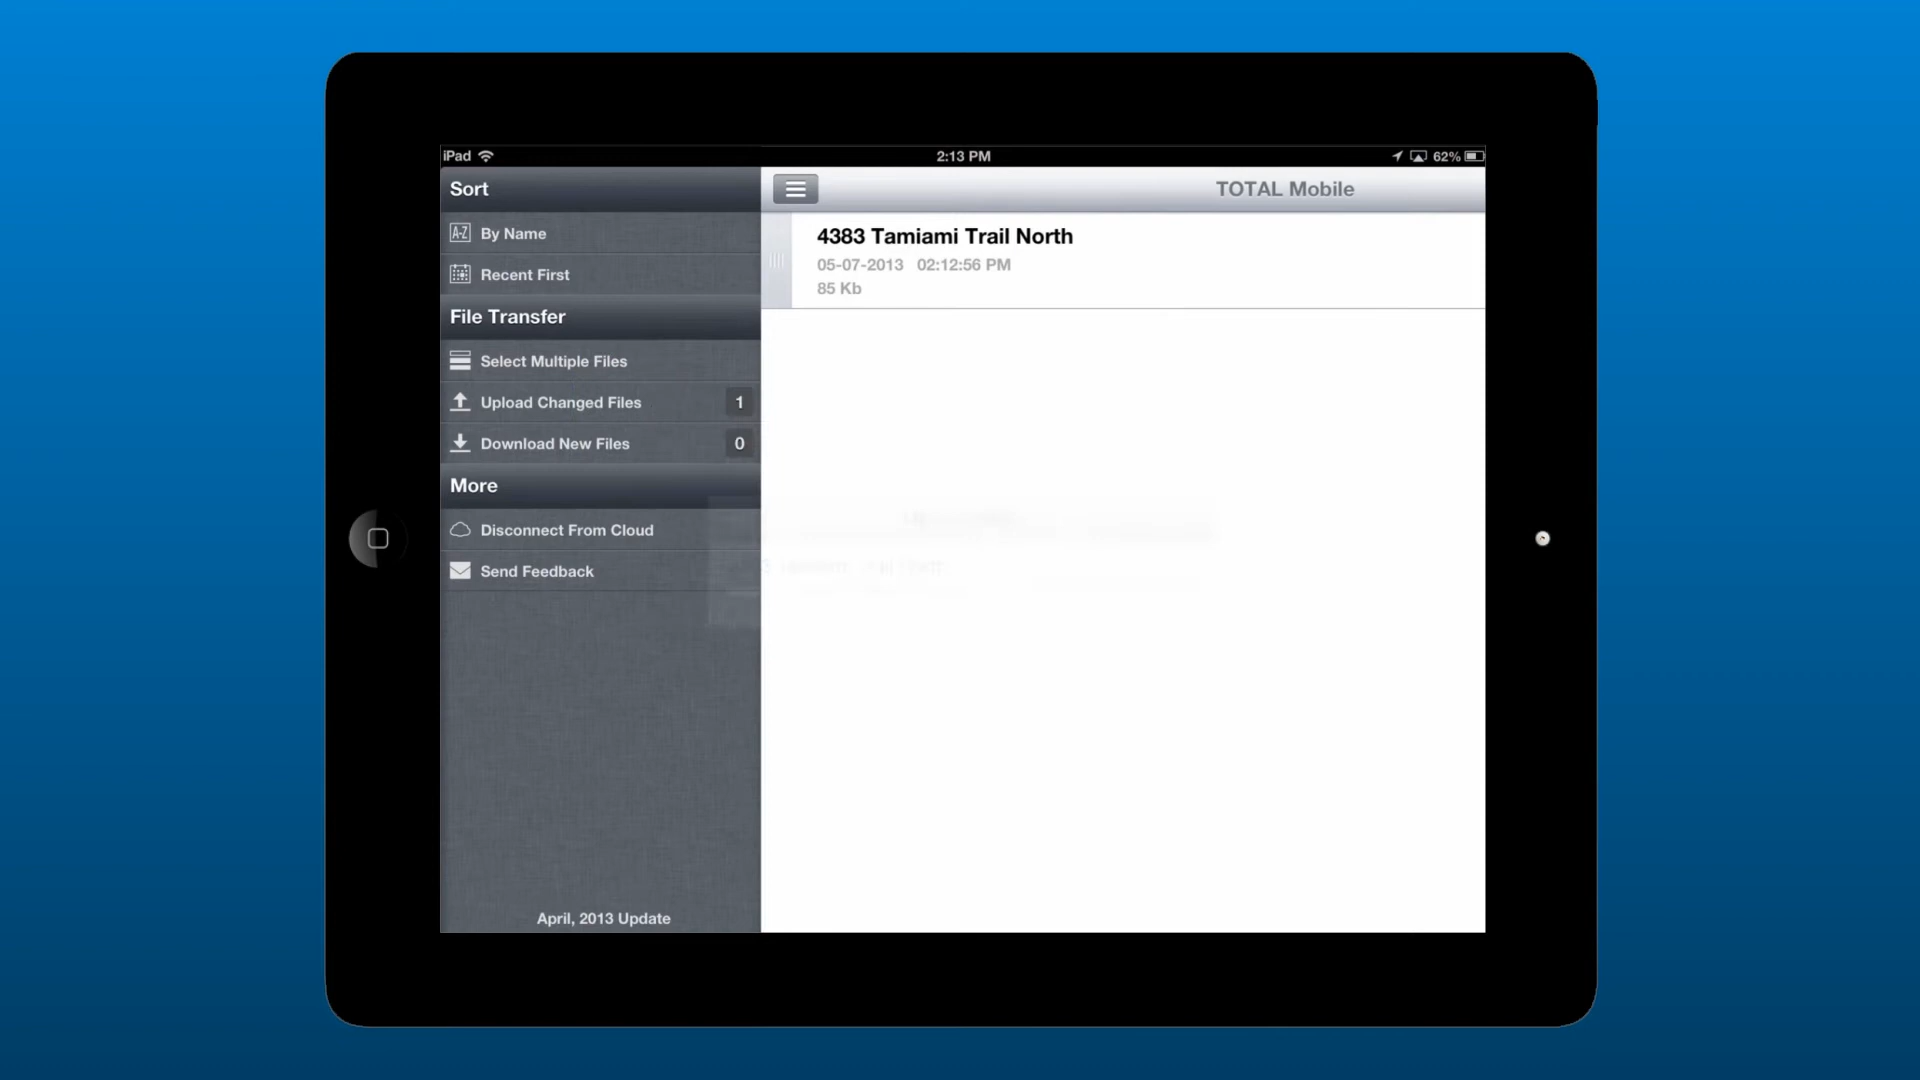 iPad
2:13 PM
62%
Sort
TOTAL Mobile
By Name
Recent First
File Transfer
Select Multiple Files
Upload Changed Files 1
Download New Files 0
More
Disconnect From Cloud
Send Feedback
April, 2013 Update
4383 Tamiami Trail North
05-07-2013 02:12:56 PM
85 Kb